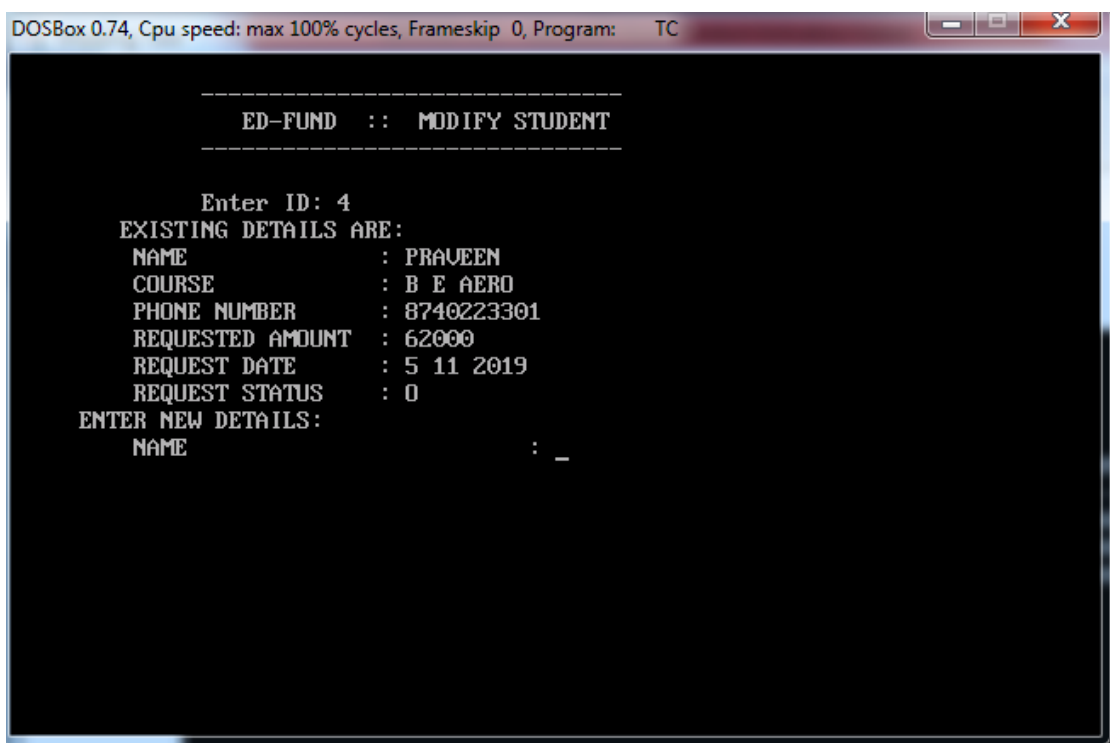 DOSBox 0.74, Cpu speed: max 100% cycles, Frameskip 0, Program: TC
-------------------------------
ED-FUND :: MODIFY STUDENT
-------------------------------
Enter ID: 4
EXISTING DETAILS ARE:
NAME : PRAVEEN
COURSE : B E AERO
PHONE NUMBER : 8740223301
REQUESTED AMOUNT : 62000
REQUEST DATE : 5 11 2019
REQUEST STATUS : O
ENTER NEW DETAILS:
NAME : _